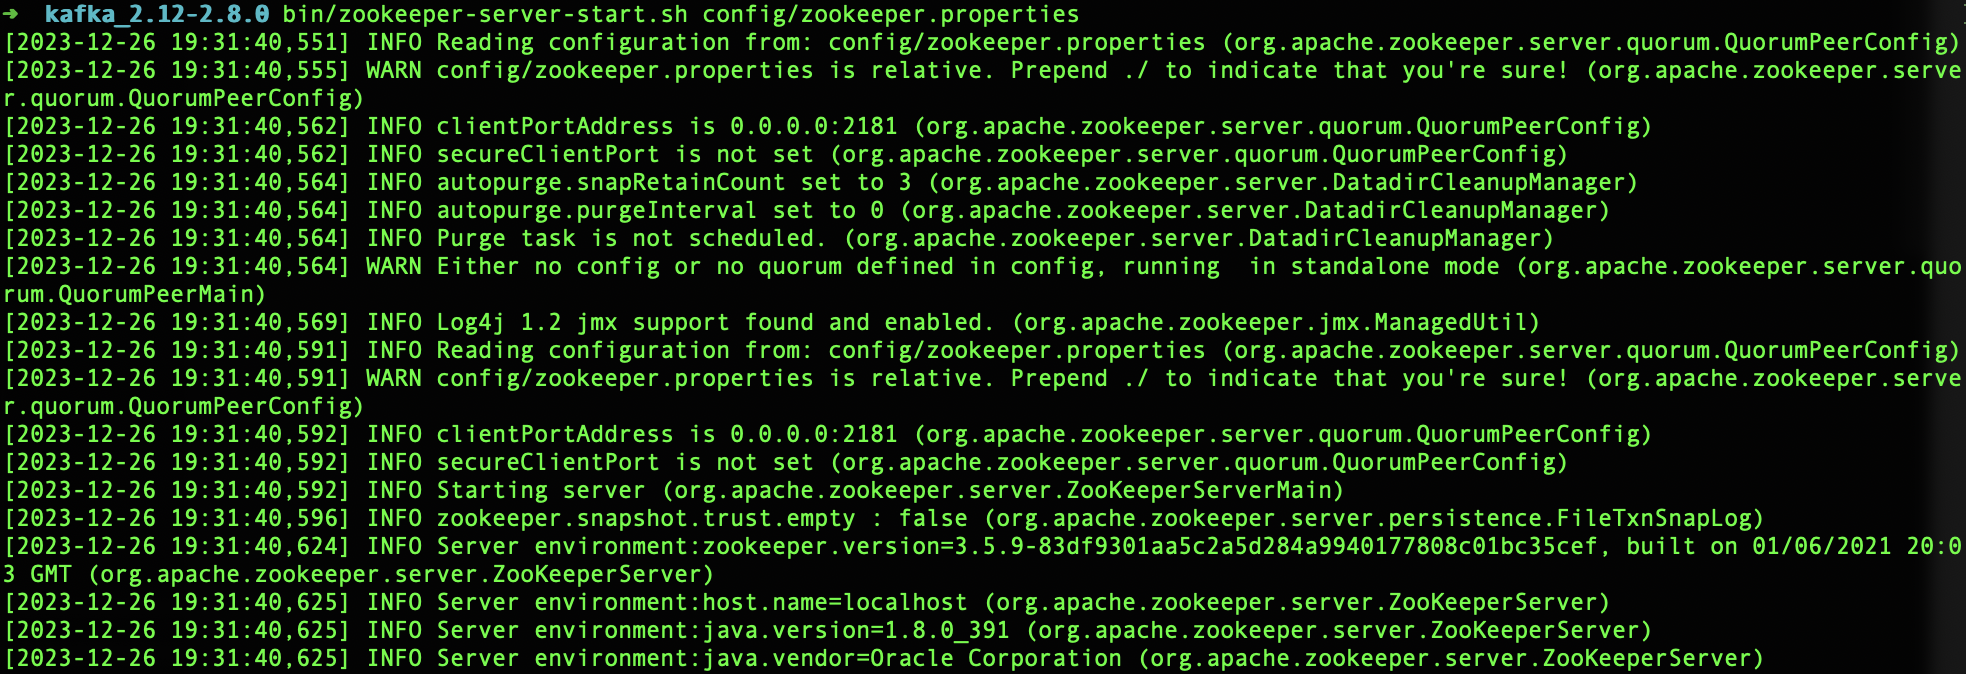 ➜  kafka_2.12-2.8.0 bin/zookeeper-server-start.sh config/zookeeper.properties
[2023-12-26 19:31:40,551] INFO Reading configuration from: config/zookeeper.properties (org.apache.zookeeper.server.quorum.QuorumPeerConfig)
[2023-12-26 19:31:40,555] WARN config/zookeeper.properties is relative. Prepend ./ to indicate that you're sure! (org.apache.zookeeper.serve
r.quorum.QuorumPeerConfig)
[2023-12-26 19:31:40,562] INFO clientPortAddress is 0.0.0.0:2181 (org.apache.zookeeper.server.quorum.QuorumPeerConfig)
[2023-12-26 19:31:40,562] INFO secureClientPort is not set (org.apache.zookeeper.server.quorum.QuorumPeerConfig)
[2023-12-26 19:31:40,564] INFO autopurge.snapRetainCount set to 3 (org.apache.zookeeper.server.DatadirCleanupManager)
[2023-12-26 19:31:40,564] INFO autopurge.purgeInterval set to 0 (org.apache.zookeeper.server.DatadirCleanupManager)
[2023-12-26 19:31:40,564] INFO Purge task is not scheduled. (org.apache.zookeeper.server.DatadirCleanupManager)
[2023-12-26 19:31:40,564] WARN Either no config or no quorum defined in config, running  in standalone mode (org.apache.zookeeper.server.quo
rum.QuorumPeerMain)
[2023-12-26 19:31:40,569] INFO Log4j 1.2 jmx support found and enabled. (org.apache.zookeeper.jmx.ManagedUtil)
[2023-12-26 19:31:40,591] INFO Reading configuration from: config/zookeeper.properties (org.apache.zookeeper.server.quorum.QuorumPeerConfig)
[2023-12-26 19:31:40,591] WARN config/zookeeper.properties is relative. Prepend ./ to indicate that you're sure! (org.apache.zookeeper.serve
r.quorum.QuorumPeerConfig)
[2023-12-26 19:31:40,592] INFO clientPortAddress is 0.0.0.0:2181 (org.apache.zookeeper.server.quorum.QuorumPeerConfig)
[2023-12-26 19:31:40,592] INFO secureClientPort is not set (org.apache.zookeeper.server.quorum.QuorumPeerConfig)
[2023-12-26 19:31:40,592] INFO Starting server (org.apache.zookeeper.server.ZooKeeperServerMain)
[2023-12-26 19:31:40,596] INFO zookeeper.snapshot.trust.empty : false (org.apache.zookeeper.server.persistence.FileTxnSnapLog)
[2023-12-26 19:31:40,624] INFO Server environment:zookeeper.version=3.5.9-83df9301aa5c2a5d284a9940177808c01bc35cef, built on 01/06/2021 20:0
3 GMT (org.apache.zookeeper.server.ZooKeeperServer)
[2023-12-26 19:31:40,625] INFO Server environment:host.name=localhost (org.apache.zookeeper.server.ZooKeeperServer)
[2023-12-26 19:31:40,625] INFO Server environment:java.version=1.8.0_391 (org.apache.zookeeper.server.ZooKeeperServer)
[2023-12-26 19:31:40,625] INFO Server environment:java.vendor=Oracle Corporation (org.apache.zookeeper.server.ZooKeeperServer)